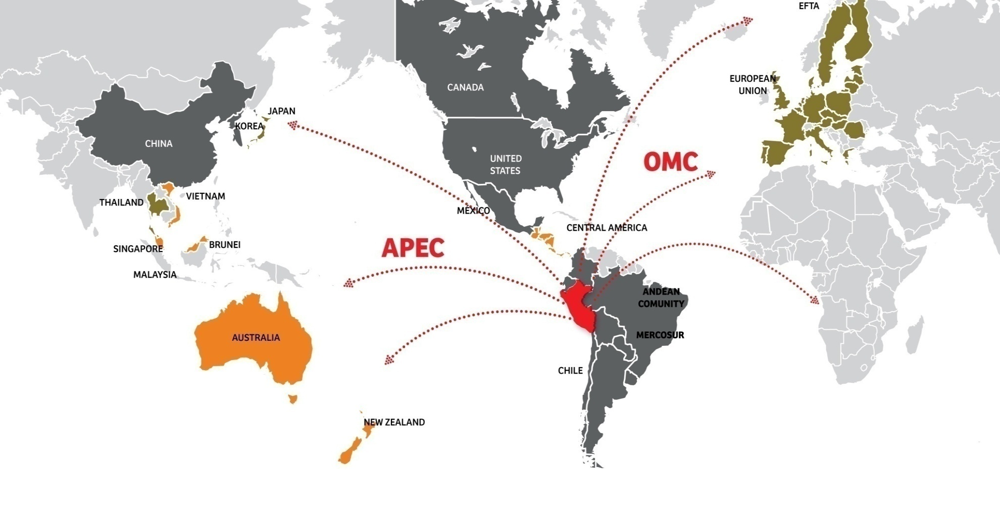 EFTA
EUROPEAN
UNION
CANADA
JAPAN
KOREA
CHINA
UNITED
STATES
OMC
THAILAND
VIETNAM
MÉXICO
CENTRAL AMERICA
SINGAPORE
BRUNEI
APEC
MALAYSIA
ANDEAN
COMUNITY
AUSTRALIA
MERCOSUR
CHILE
NEW ZEALAND